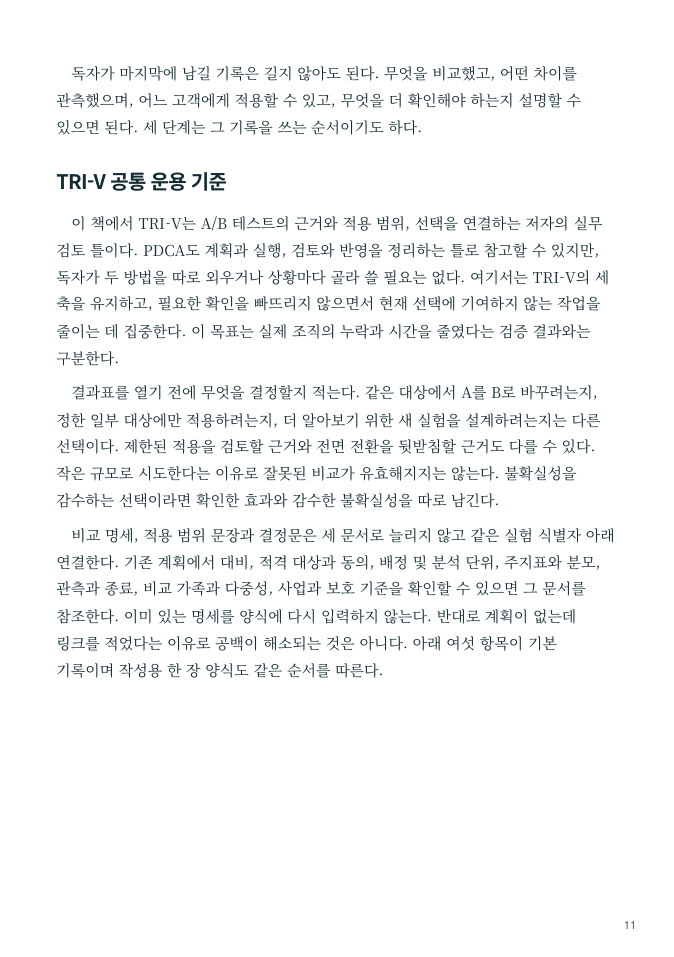 독자가 마지막에 남길 기록은 길지 않아도 된다. 무엇을 비교했고, 어떤 차이를
관측했으며, 어느 고객에게 적용할 수 있고, 무엇을 더 확인해야 하는지 설명할 수
있으면 된다. 세 단계는 그 기록을 쓰는 순서이기도 하다.
TRI-V 공통 운용 기준
이 책에서 TRI-V는 A/B 테스트의 근거와 적용 범위, 선택을 연결하는 저자의 실무
검토 틀이다. PDCA도 계획과 실행, 검토와 반영을 정리하는 틀로 참고할 수 있지만,
독자가 두 방법을 따로 외우거나 상황마다 골라 쓸 필요는 없다. 여기서는 TRI-V의 세
축을 유지하고, 필요한 확인을 빠뜨리지 않으면서 현재 선택에 기여하지 않는 작업을
줄이는 데 집중한다. 이 목표는 실제 조직의 누락과 시간을 줄였다는 검증 결과와는
구분한다.
결과표를 열기 전에 무엇을 결정할지 적는다. 같은 대상에서 A를 B로 바꾸려는지,
정한 일부 대상에만 적용하려는지, 더 알아보기 위한 새 실험을 설계하려는지는 다른
선택이다. 제한된 적용을 검토할 근거와 전면 전환을 뒷받침할 근거도 다를 수 있다.
작은 규모로 시도한다는 이유로 잘못된 비교가 유효해지지는 않는다. 불확실성을
감수하는 선택이라면 확인한 효과와 감수한 불확실성을 따로 남긴다.
비교 명세, 적용 범위 문장과 결정문은 세 문서로 늘리지 않고 같은 실험 식별자 아래
연결한다. 기존 계획에서 대비, 적격 대상과 동의, 배정 및 분석 단위, 주지표와 분모,
관측과 종료, 비교 가족과 다중성, 사업과 보호 기준을 확인할 수 있으면 그 문서를
참조한다. 이미 있는 명세를 양식에 다시 입력하지 않는다. 반대로 계획이 없는데
링크를 적었다는 이유로 공백이 해소되는 것은 아니다. 아래 여섯 항목이 기본
기록이며 작성용 한 장 양식도 같은 순서를 따른다.
11